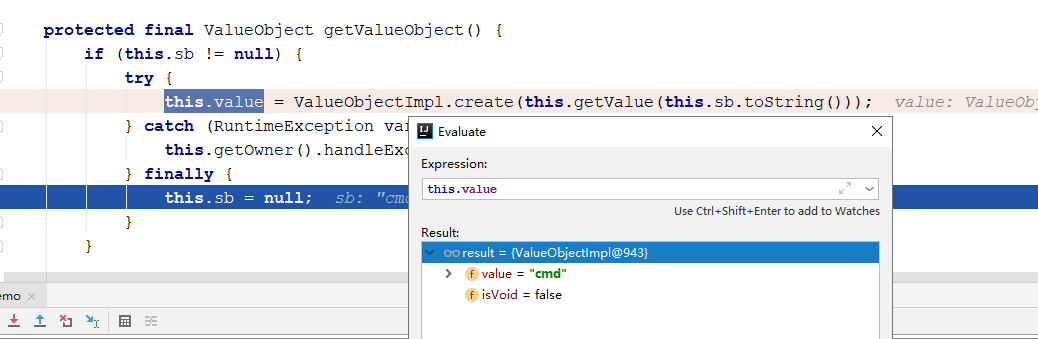 protected final ValueObject getValueObject() {
if (this.sb != null) {
try {
this.value = ValueObjectImpl.create(this.getValue(this.sb.toString())); value: ValueObj
} catch (RuntimeException var
this.getOwner().handleExc
} finally {
this.sb = null; sb: "cmd
}
}
Evaluate
Expression:
this.value
Use Ctrl+Shift+Enter to add to Watches
Result:
result = {ValueObjectImpl@943}
f value = "cmd"
f isVoid = false
emo